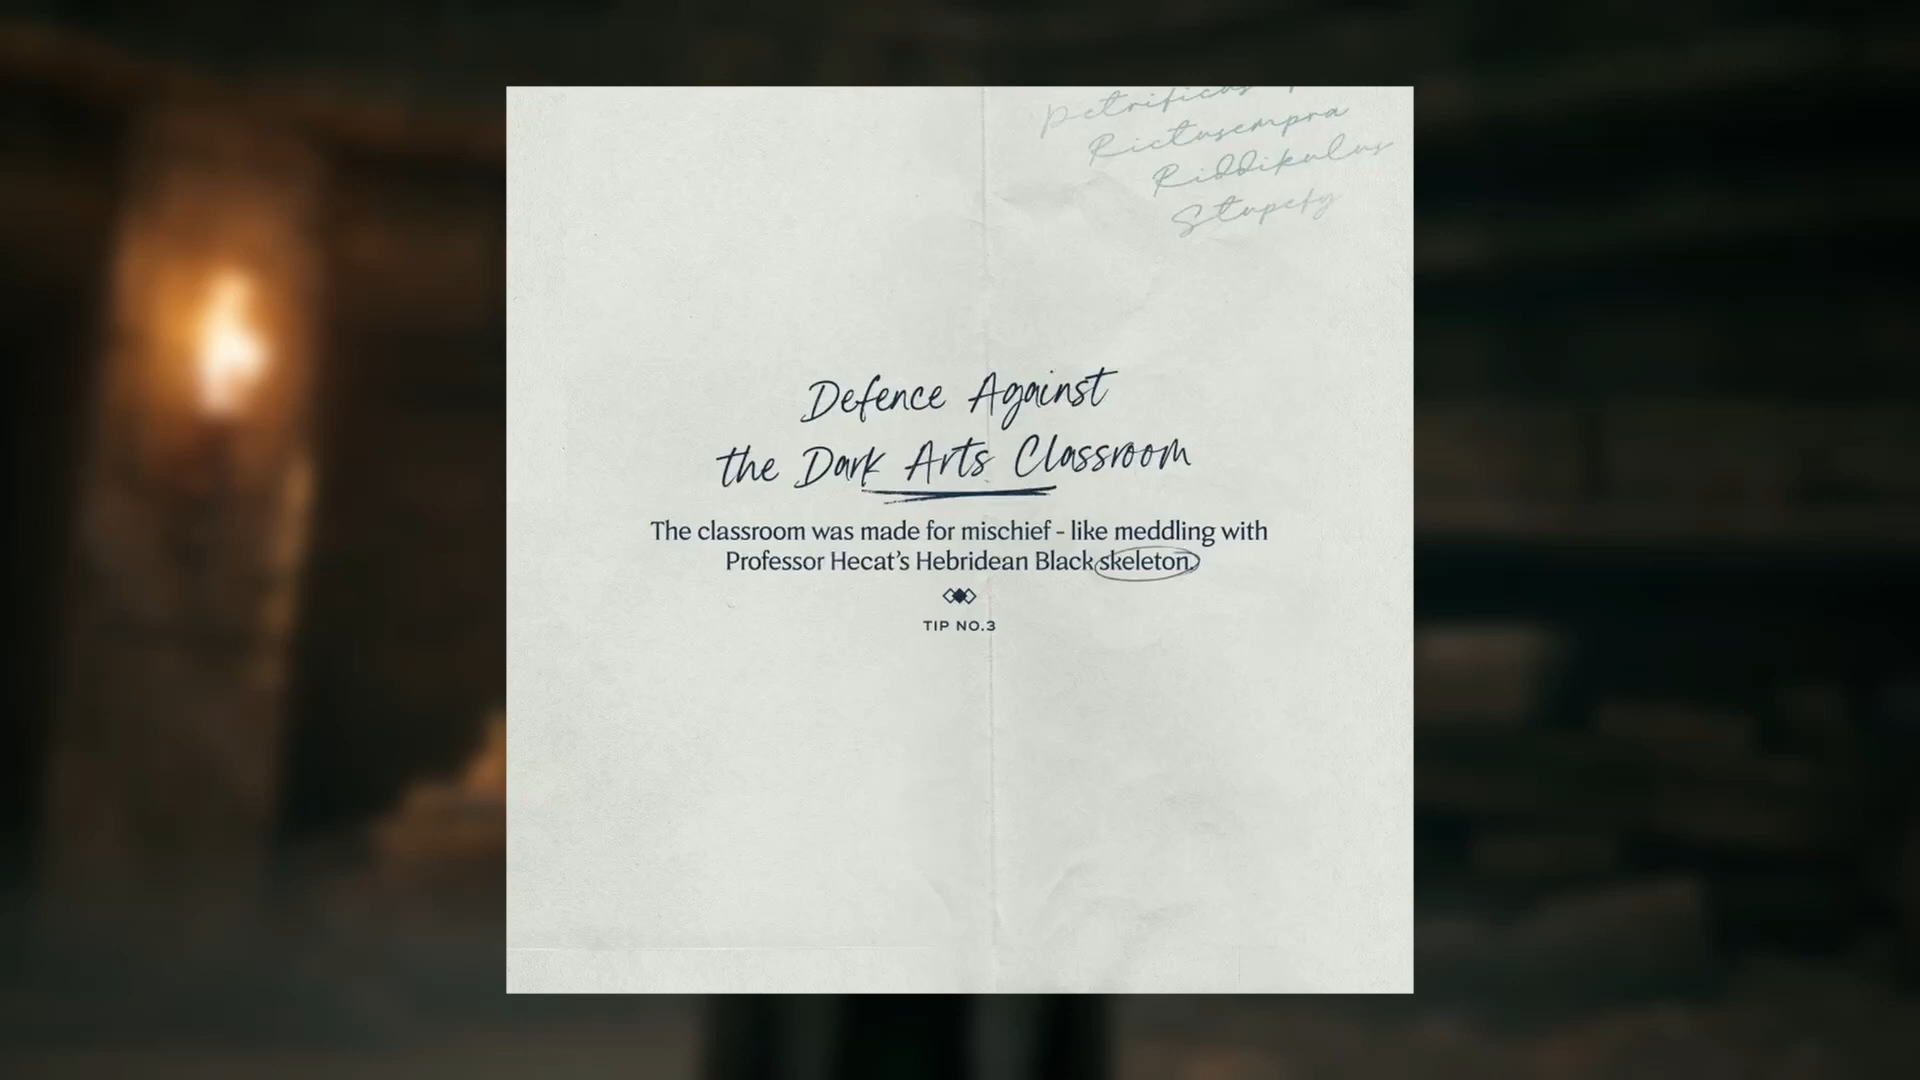 Petrificus
Rictusempra
Riddikulus
Stupefy
Defence Against
the Dark Arts Classroom
The classroom was made for mischief - like meddling with
Professor Hecat's Hebridean Black skeleton.
TIP NO.3